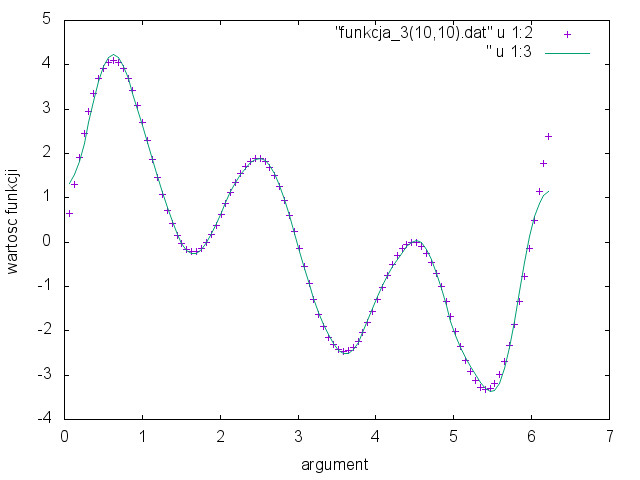 5
4
3
2
1
0
-1
-2
-3
-4
0 1 2 3 4 5 6 7
wartosc funkcji
argument
"funkcja_3(10,10).dat" u 1:2
" u 1:3